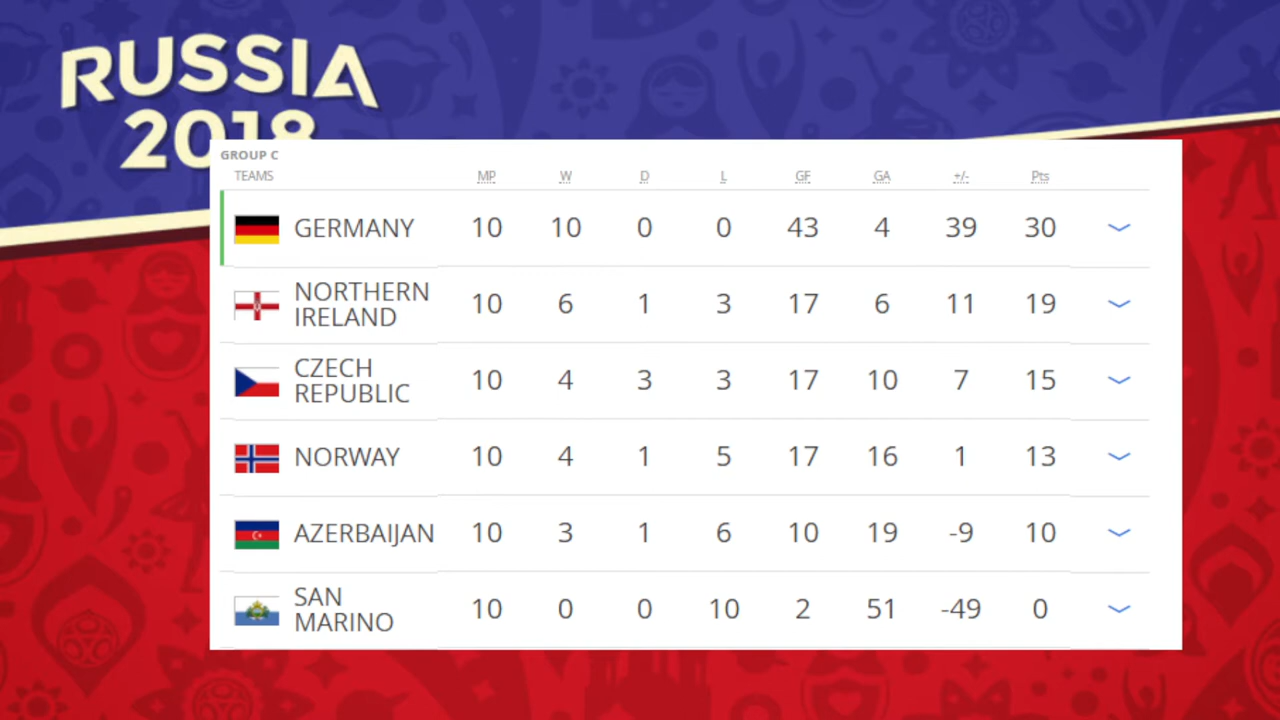 RUSSIA
2018
GROUP C
TEAMS MP W D L GF GA +/- Pts
GERMANY 10 10 0 0 43 4 39 30
NORTHERN
IRELAND 10 6 1 3 17 6 11 19
CZECH
REPUBLIC 10 4 3 3 17 10 7 15
NORWAY 10 4 1 5 17 16 1 13
AZERBAIJAN 10 3 1 6 10 19 -9 10
SAN
MARINO 10 0 0 10 2 51 -49 0